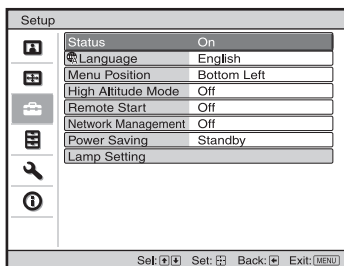 Setup
Status On
Language English
Menu Position Bottom Left
High Altitude Mode Off
Remote Start Off
Network Management Off
Power Saving Standby
Lamp Setting
Sel: Set: Back: Exit: MENU